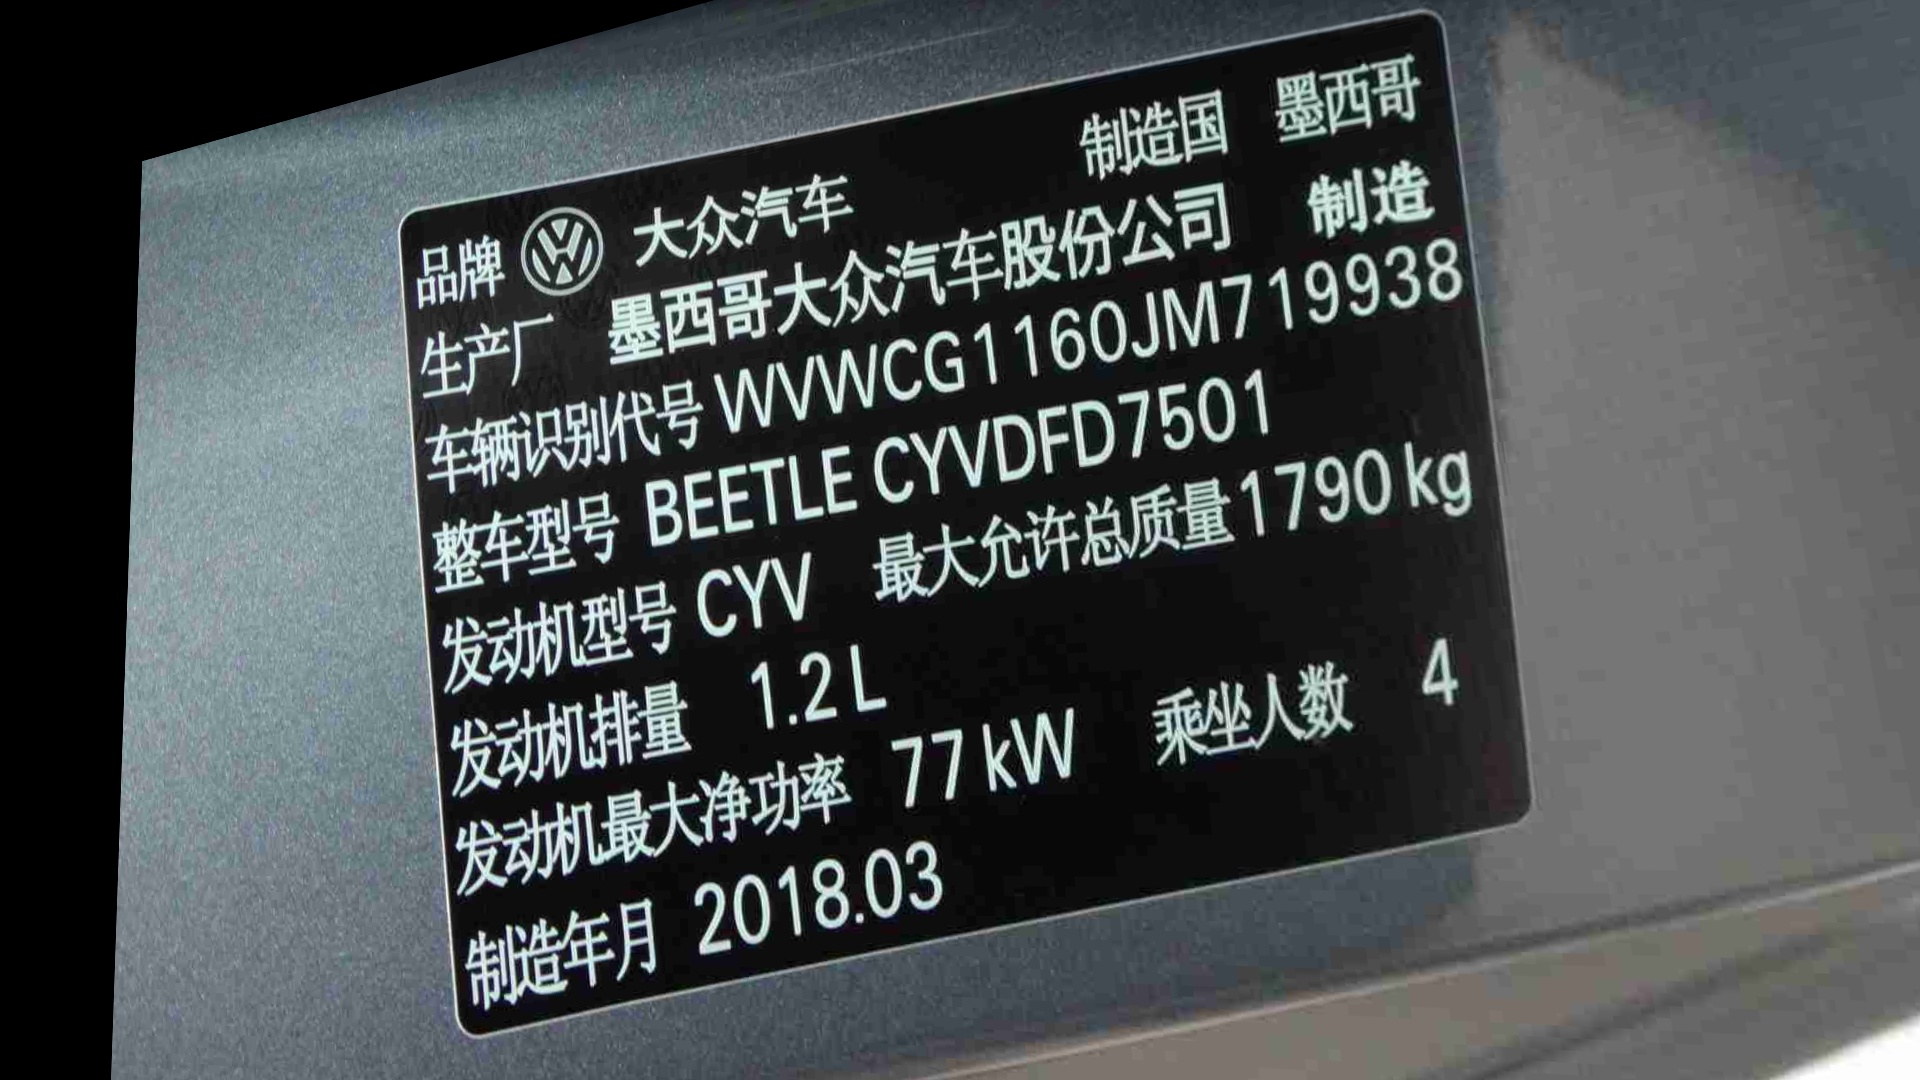 品牌 大众汽车 制造国 墨西哥
生产厂 墨西哥大众汽车股份公司 制造
车辆识别代号 WVWCG1160JM719938
整车型号 BEETLE CYVDFD7501
发动机型号 CYV 最大允许总质量 1790 kg
发动机排量 1.2 L
发动机最大净功率 77 kW 乘坐人数 4
制造年月 2018.03